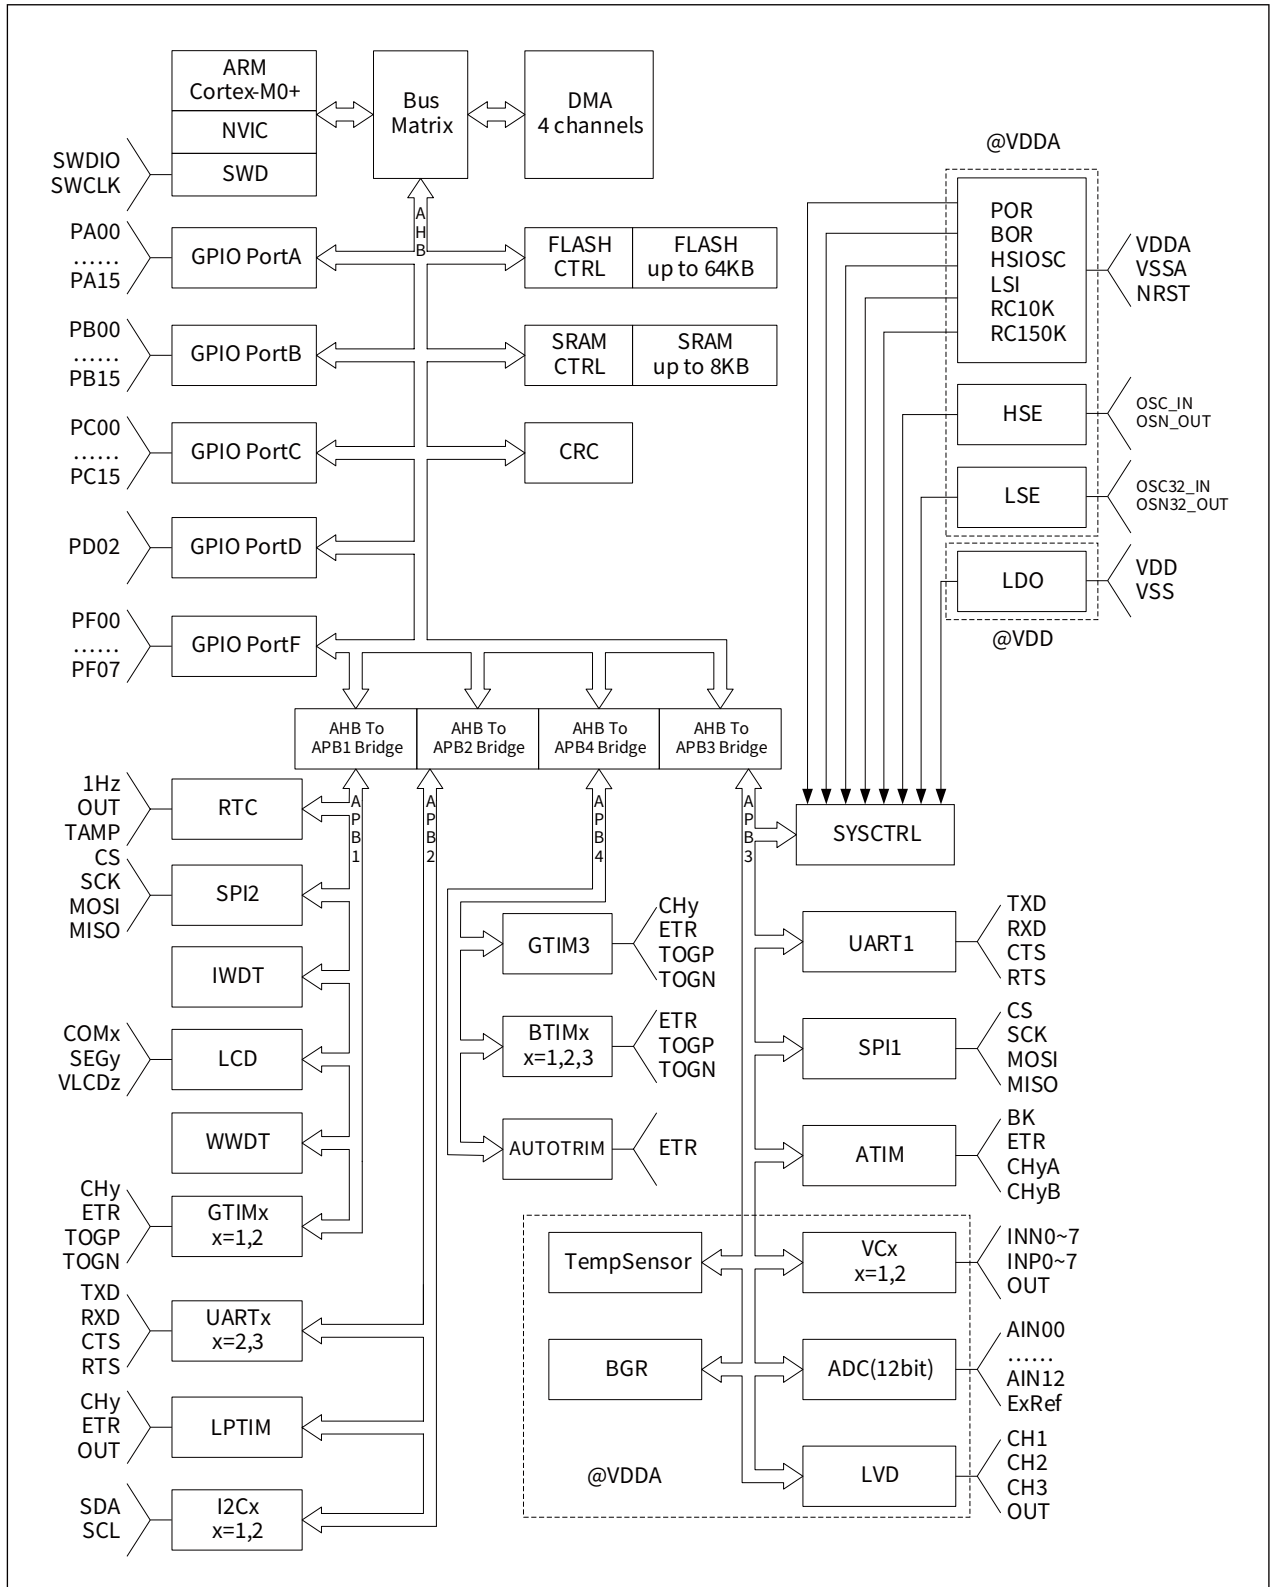 ARM
Cortex-M0+
NVIC
SWD
Bus
Matrix
DMA
4 channels
SWDIO
SWCLK
AHB
PA00
......
PA15
GPIO PortA
FLASH
CTRL
FLASH
up to 64KB
PB00
......
PB15
GPIO PortB
SRAM
CTRL
SRAM
up to 8KB
PC00
......
PC15
GPIO PortC
CRC
PD02
GPIO PortD
PF00
......
PF07
GPIO PortF
@VDDA
POR
BOR
HSIOSC
LSI
RC10K
RC150K
VDDA
VSSA
NRST
HSE
OSC_IN
OSN_OUT
LSE
OSC32_IN
OSN32_OUT
LDO
VDD
VSS
@VDD
AHB To
APB1 Bridge
AHB To
APB2 Bridge
AHB To
APB4 Bridge
AHB To
APB3 Bridge
APB1
APB2
APB4
APB3
SYSCTRL
1Hz
OUT
TAMP
RTC
CS
SCK
MOSI
MISO
SPI2
IWDT
COMx
SEGy
VLCDz
LCD
WWDT
CHy
ETR
TOGP
TOGN
GTIMx
x=1,2
TXD
RXD
CTS
RTS
UARTx
x=2,3
CHy
ETR
OUT
LPTIM
SDA
SCL
I2Cx
x=1,2
GTIM3
CHy
ETR
TOGP
TOGN
BTIMx
x=1,2,3
ETR
TOGP
TOGN
AUTOTRIM
ETR
UART1
TXD
RXD
CTS
RTS
SPI1
CS
SCK
MOSI
MISO
ATIM
BK
ETR
CHyA
CHyB
TempSensor
VCx
x=1,2
INN0~7
INP0~7
OUT
BGR
ADC(12bit)
AIN00
......
AIN12
ExRef
@VDDA
LVD
CH1
CH2
CH3
OUT